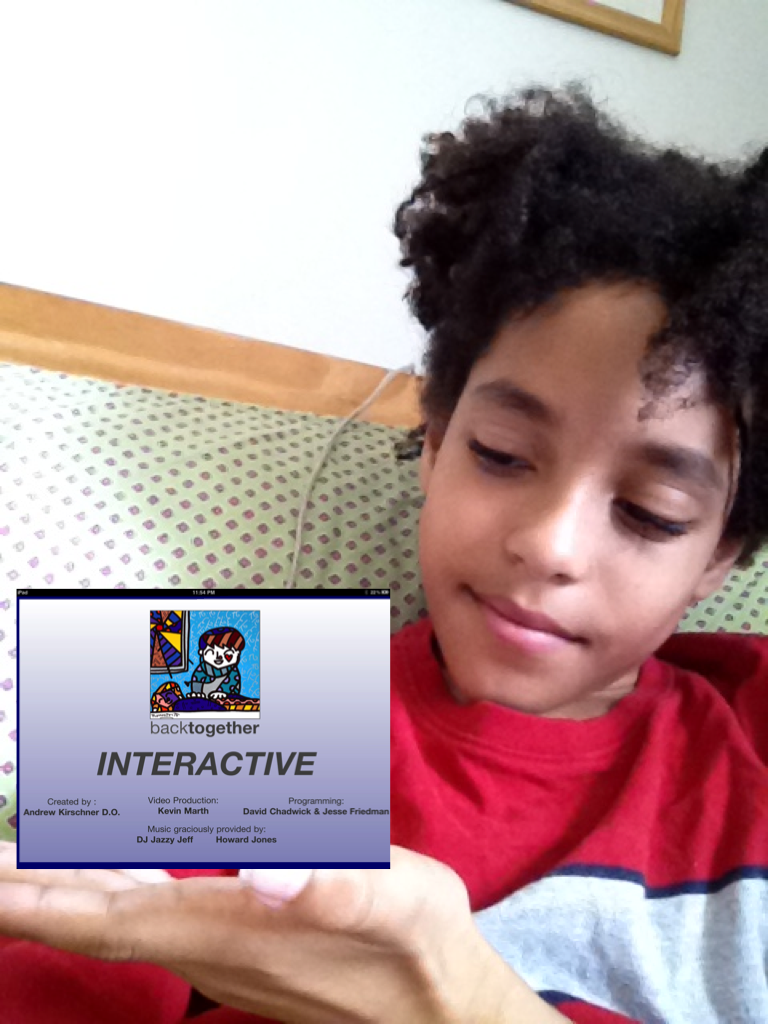 iPad 11:54 PM 88%
backtogether
INTERACTIVE
Created by : Video Production: Programming:
Andrew Kirschner D.O. Kevin Marth David Chadwick & Jesse Friedman
Music graciously provided by:
DJ Jazzy Jeff Howard Jones